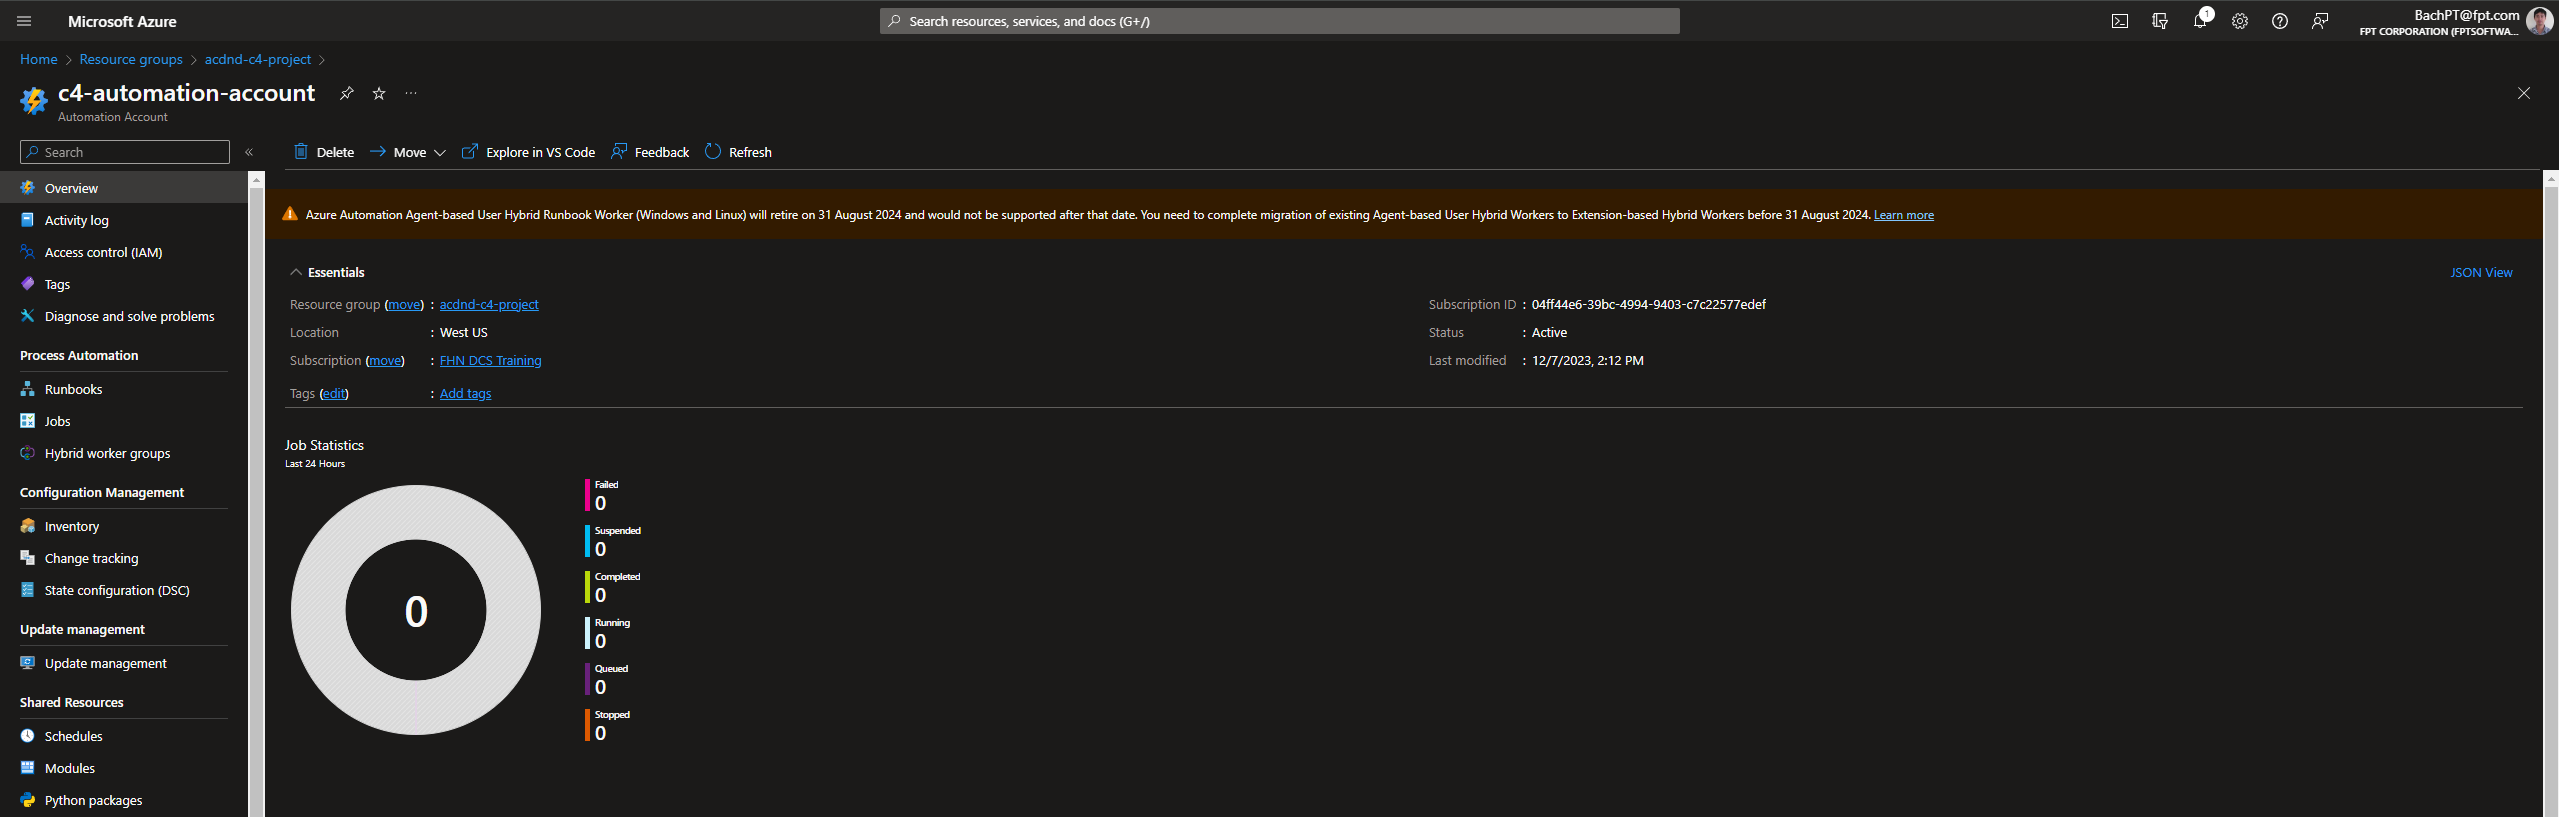 Microsoft Azure
Search resources, services, and docs (G+/)
1
BachPT@fpt.com
FPT CORPORATION (FPTSOFTWA...
Home > Resource groups > acdnd-c4-project >
c4-automation-account
Automation Account
Search
«
Delete
Move
Explore in VS Code
Feedback
Refresh
Overview
Activity log
Access control (IAM)
Tags
Diagnose and solve problems
Process Automation
Runbooks
Jobs
Hybrid worker groups
Configuration Management
Inventory
Change tracking
State configuration (DSC)
Update management
Update management
Shared Resources
Schedules
Modules
Python packages
Azure Automation Agent-based User Hybrid Runbook Worker (Windows and Linux) will retire on 31 August 2024 and would not be supported after that date. You need to complete migration of existing Agent-based User Hybrid Workers to Extension-based Hybrid Workers before 31 August 2024. Learn more
Essentials
JSON View
Resource group (move) : acdnd-c4-project
Location : West US
Subscription (move) : FHN DCS Training
Tags (edit) : Add tags
Subscription ID : 04ff44e6-39bc-4994-9403-c7c22577edef
Status : Active
Last modified : 12/7/2023, 2:12 PM
Job Statistics
Last 24 Hours
0
Failed
0
Suspended
0
Completed
0
Running
0
Queued
0
Stopped
0